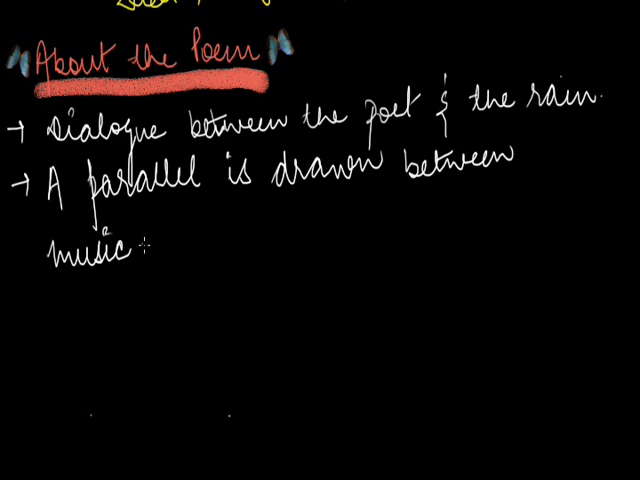 About the Poem
→ Dialogue between the poet & the rain.
→ A parallel is drawn between
music